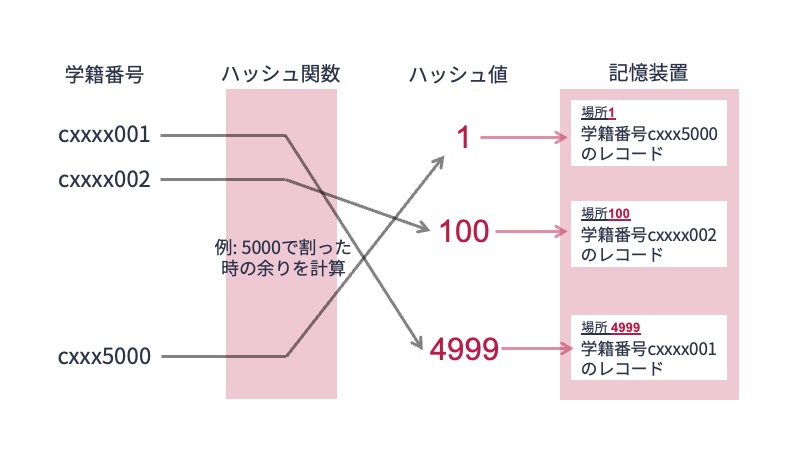 学籍番号
ハッシュ関数
ハッシュ値
記憶装置
cxxxx001
cxxxx002
cxxx5000
例: 5000で割った
時の余りを計算
1
100
4999
場所1
学籍番号cxxx5000
のレコード
場所100
学籍番号cxxxx002
のレコード
場所 4999
学籍番号cxxxx001
のレコード